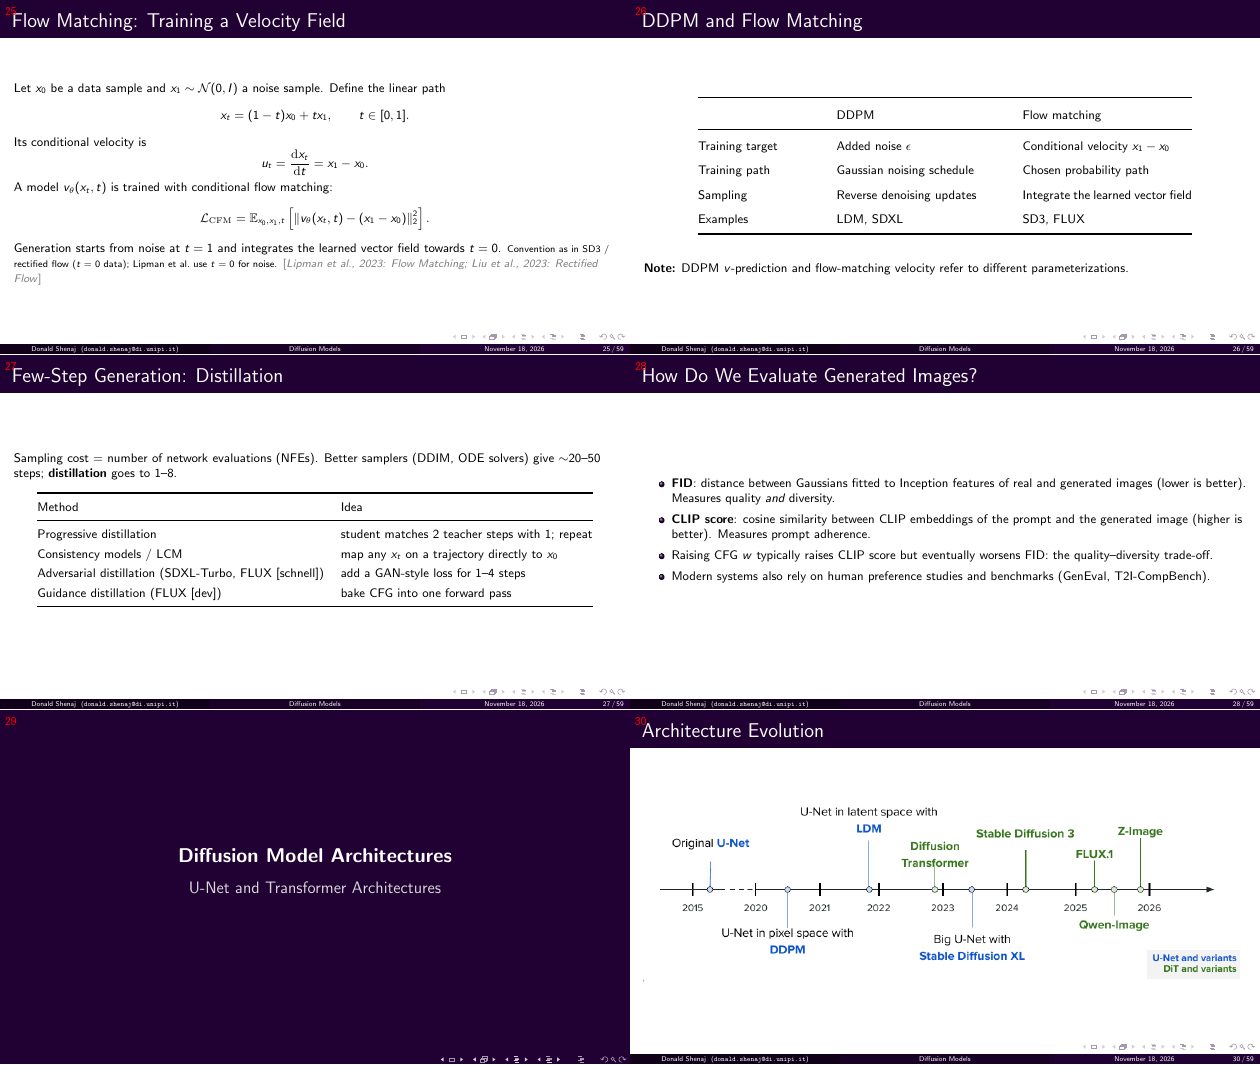 25
Flow Matching: Training a Velocity Field
Let x₀ be a data sample and x₁ ∼ 𝒩(0, I) a noise sample. Define the linear path
xₜ = (1 − t)x₀ + tx₁, t ∈ [0, 1].
Its conditional velocity is
uₜ = dxₜ/dt = x₁ − x₀.
A model v_θ(xₜ, t) is trained with conditional flow matching:
ℒ_CFM = 𝔼_{x₀,x₁,t} [‖v_θ(xₜ, t) − (x₁ − x₀)‖₂²] .
Generation starts from noise at t = 1 and integrates the learned vector field towards t = 0. Convention as in SD3 /
rectified flow (t = 0 data); Lipman et al. use t = 0 for noise. [Lipman et al., 2023: Flow Matching; Liu et al., 2023: Rectified
Flow]
Donald Shenaj (donald.shenaj@di.unipi.it) Diffusion Models November 18, 2026 25 / 59
26
DDPM and Flow Matching
DDPM Flow matching
Training target Added noise ϵ Conditional velocity x₁ − x₀
Training path Gaussian noising schedule Chosen probability path
Sampling Reverse denoising updates Integrate the learned vector field
Examples LDM, SDXL SD3, FLUX
Note: DDPM v-prediction and flow-matching velocity refer to different parameterizations.
Donald Shenaj (donald.shenaj@di.unipi.it) Diffusion Models November 18, 2026 26 / 59
27
Few-Step Generation: Distillation
Sampling cost = number of network evaluations (NFEs). Better samplers (DDIM, ODE solvers) give ∼20–50
steps; distillation goes to 1–8.
Method Idea
Progressive distillation student matches 2 teacher steps with 1; repeat
Consistency models / LCM map any xₜ on a trajectory directly to x₀
Adversarial distillation (SDXL-Turbo, FLUX [schnell]) add a GAN-style loss for 1–4 steps
Guidance distillation (FLUX [dev]) bake CFG into one forward pass
Donald Shenaj (donald.shenaj@di.unipi.it) Diffusion Models November 18, 2026 27 / 59
28
How Do We Evaluate Generated Images?
FID: distance between Gaussians fitted to Inception features of real and generated images (lower is better).
Measures quality and diversity.
CLIP score: cosine similarity between CLIP embeddings of the prompt and the generated image (higher is
better). Measures prompt adherence.
Raising CFG w typically raises CLIP score but eventually worsens FID: the quality–diversity trade-off.
Modern systems also rely on human preference studies and benchmarks (GenEval, T2I-CompBench).
Donald Shenaj (donald.shenaj@di.unipi.it) Diffusion Models November 18, 2026 28 / 59
29
Diffusion Model Architectures
U-Net and Transformer Architectures
30
Architecture Evolution
U-Net in latent space with
LDM
Original U-Net
Diffusion
Transformer
Stable Diffusion 3
FLUX.1
Z-Image
2015 2020 2021 2022 2023 2024 2025 2026
U-Net in pixel space with
DDPM
Big U-Net with
Stable Diffusion XL
Qwen-Image
U-Net and variants
DiT and variants
Donald Shenaj (donald.shenaj@di.unipi.it) Diffusion Models November 18, 2026 30 / 59